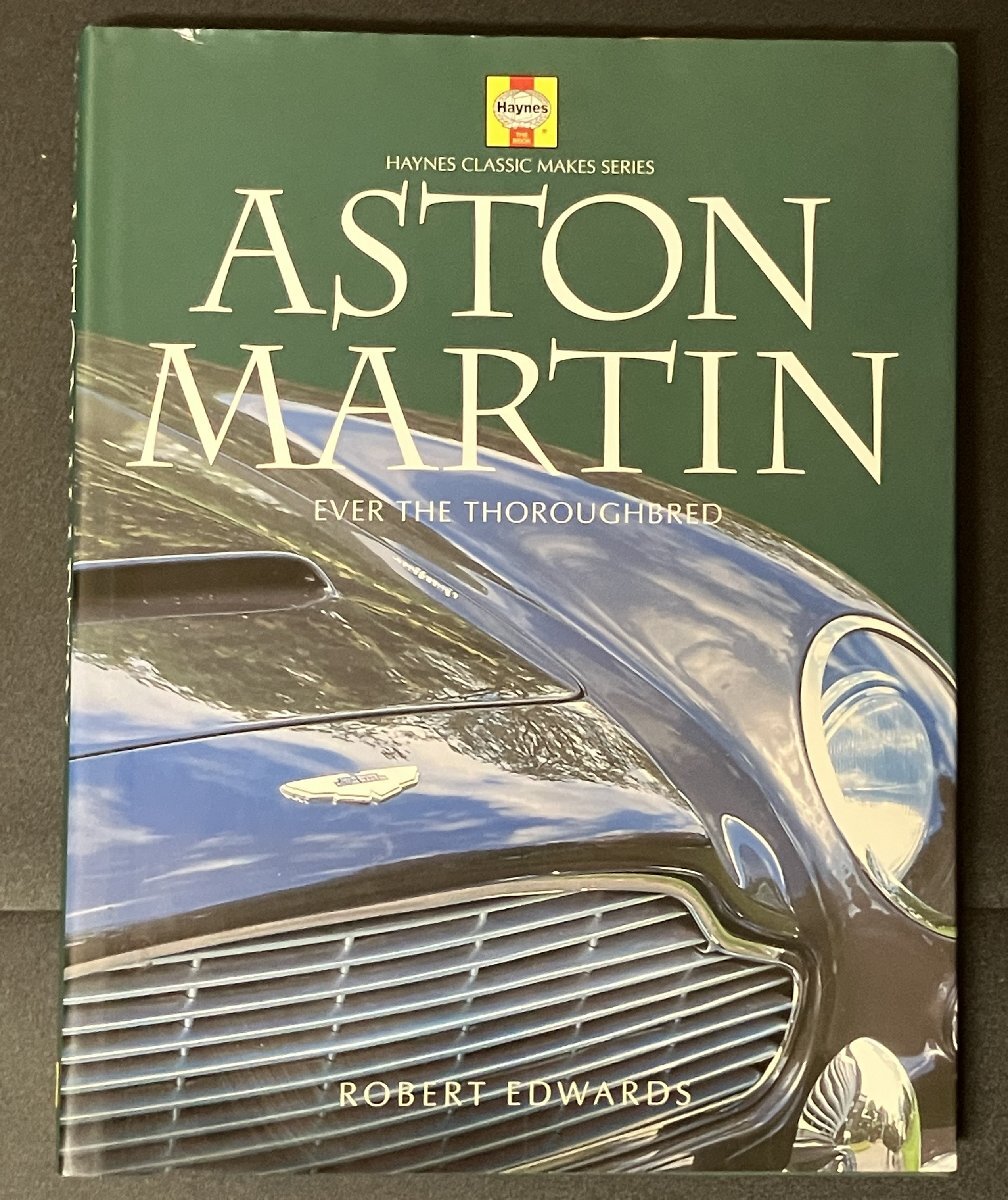 Haynes
HAYNES CLASSIC MAKES SERIES
ASTON
MARTIN
EVER THE THOROUGHBRED
ROBERT EDWARDS